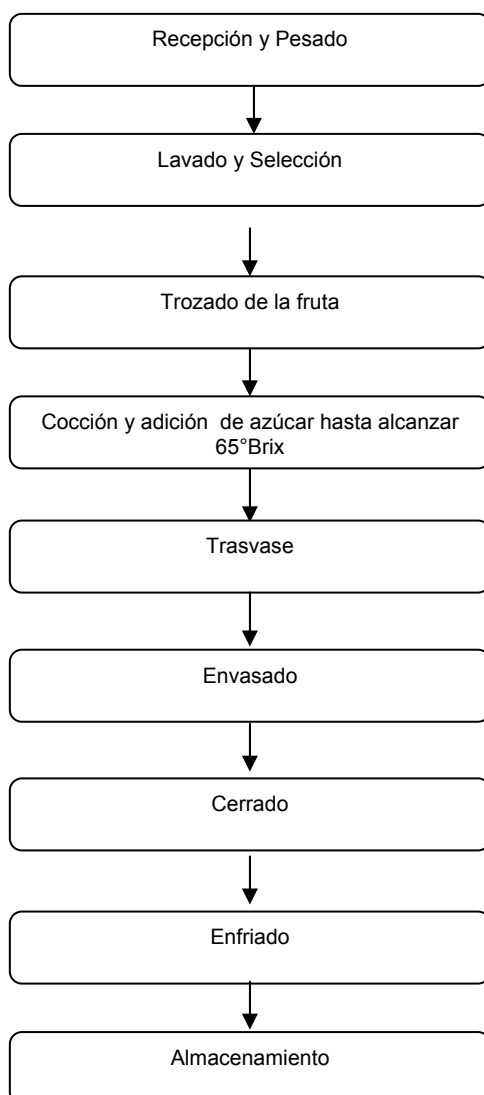 Recepción y Pesado
Lavado y Selección
Trozado de la fruta
Cocción y adición  de azúcar hasta alcanzar
65°Brix
Trasvase
Envasado
Cerrado
Enfriado
Almacenamiento